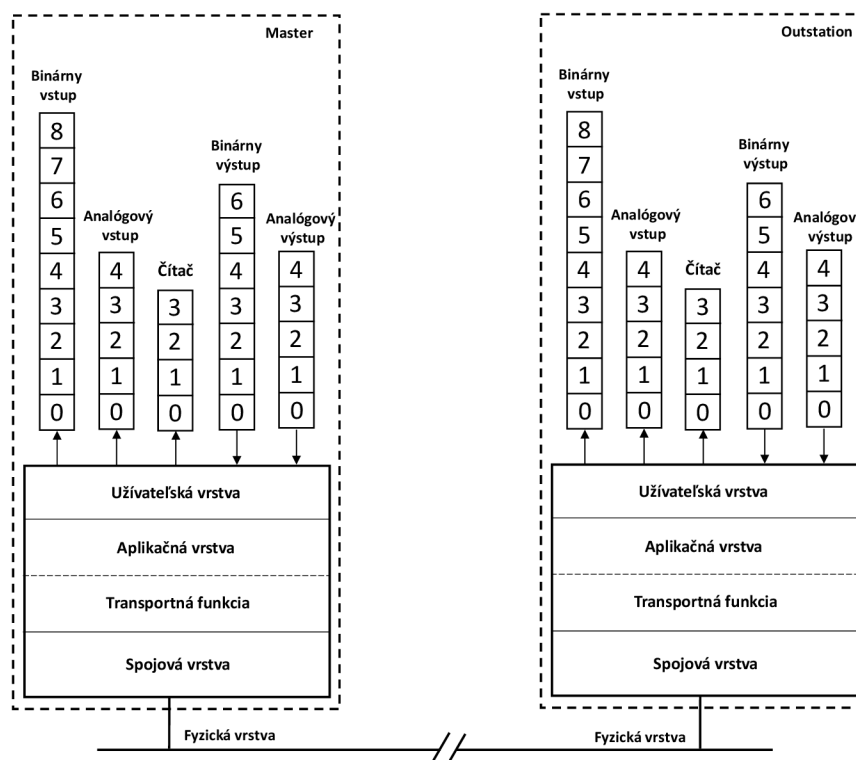 Master
Binárny
vstup
8
7
6
5
4
3
2
1
0
Analógový
vstup
4
3
2
1
0
Čítač
3
2
1
0
Binárny
výstup
6
5
4
3
2
1
0
Analógový
výstup
4
3
2
1
0
Užívateľská vrstva
Aplikačná vrstva
Transportná funkcia
Spojová vrstva
Fyzická vrstva
Outstation
Binárny
vstup
8
7
6
5
4
3
2
1
0
Analógový
vstup
4
3
2
1
0
Čítač
3
2
1
0
Binárny
výstup
6
5
4
3
2
1
0
Analógový
výstup
4
3
2
1
0
Užívateľská vrstva
Aplikačná vrstva
Transportná funkcia
Spojová vrstva
Fyzická vrstva